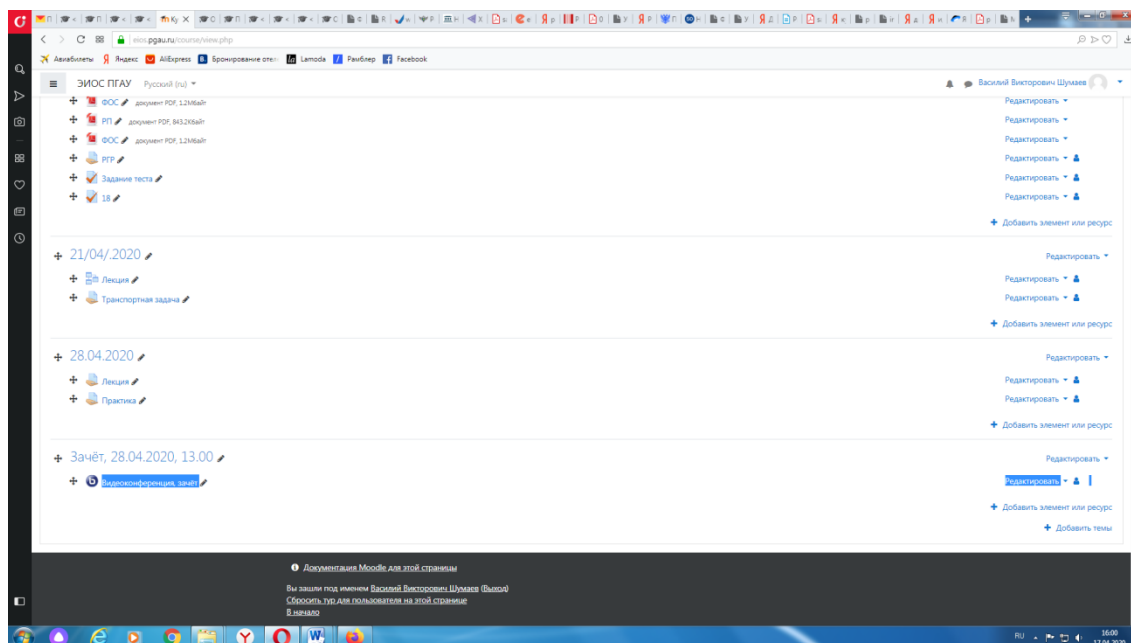 eios.pgau.ru/course/view.php
Авиабилеты Яндекс AliExpress Бронирование отел Lamoda Рамблер Facebook
ЭИОС ПГАУ Русский (ru) Василий Викторович Шумаев
ФОС документ PDF, 1.2Мбайт Редактировать
РП документ PDF, 843.2Кбайт Редактировать
ФОС документ PDF, 1.2Мбайт Редактировать
РГР Редактировать
Задание теста Редактировать
18 Редактировать
Добавить элемент или ресурс
21/04/.2020 Редактировать
Лекция Редактировать
Транспортная задача Редактировать
Добавить элемент или ресурс
28.04.2020 Редактировать
Лекция Редактировать
Практика Редактировать
Добавить элемент или ресурс
Зачёт, 28.04.2020, 13.00 Редактировать
Видеоконференция, зачёт Редактировать
Добавить элемент или ресурс
Добавить темы
Документация Moodle для этой страницы
Вы зашли под именем Василий Викторович Шумаев (Выход)
Сбросить тур для пользователя на этой странице
В начало
RU 16:00
17.04.2020